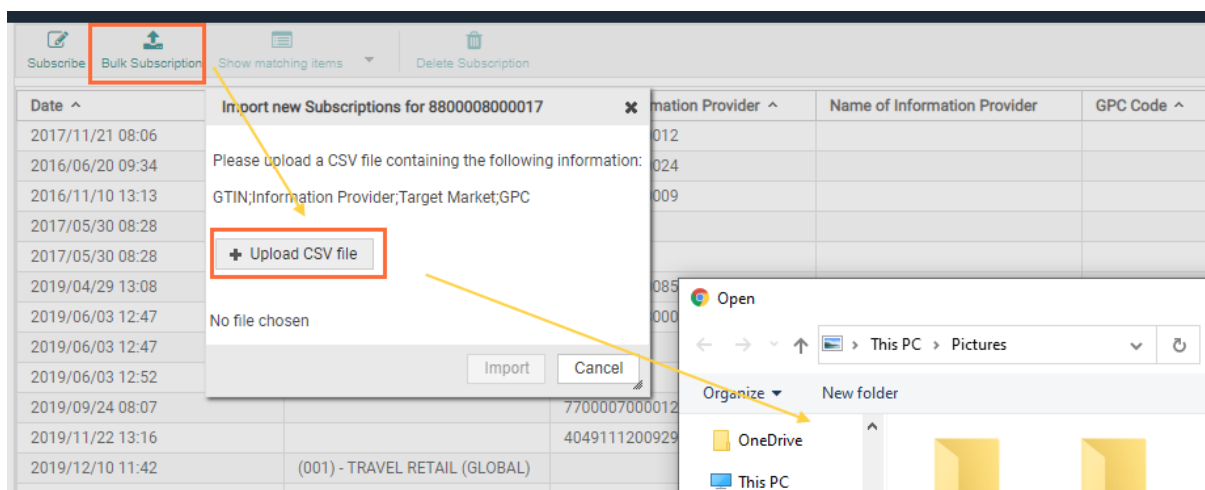 Subscribe Bulk Subscription Show matching items Delete Subscription
Date Import new Subscriptions for 8800008000017 mation Provider Name of Information Provider GPC Code
2017/11/21 08:06 012
Please upload a CSV file containing the following information:
2016/06/20 09:34 024
GTIN;Information Provider;Target Market;GPC
2016/11/10 13:13 009
2017/05/30 08:28
+ Upload CSV file
2017/05/30 08:28
2019/04/29 13:08 085
Open
2019/06/03 12:47 000
No file chosen
This PC > Pictures
2019/06/03 12:47
Import Cancel
2019/06/03 12:52
Organize New folder
2019/09/24 08:07 7700007000012
2019/11/22 13:16 4049111200929
OneDrive
2019/12/10 11:42 (001) - TRAVEL RETAIL (GLOBAL)
This PC